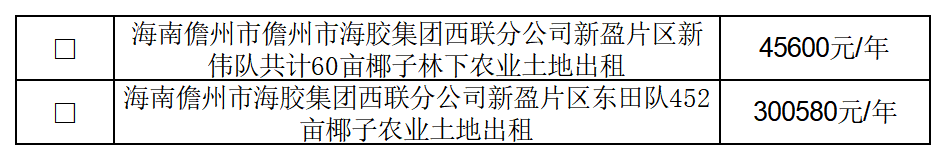 □
海南儋州市儋州市海胶集团西联分公司新盈片区新
伟队共计60亩椰子林下农业土地出租
45600元/年
□
海南儋州市海胶集团西联分公司新盈片区东田队452
亩椰子农业土地出租
300580元/年